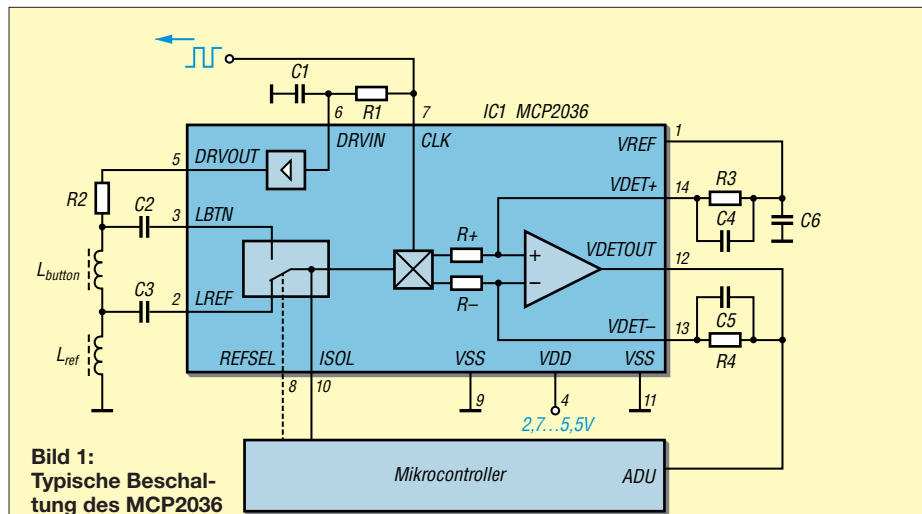 C1
R1
6
7
IC1 MCP2036
DRVIN
CLK
1
VREF
5
DRVOUT
VDET+
14
R3
R2
C2
3
LBTN
C4
C6
R+
VDETOUT
12
+
Lbutton
R–
–
C3
2
LREF
C5
VDET–
13
R4
Lref
REFSEL
ISOL
VSS
VDD
VSS
8
10
9
4
11
2,7...5,5V
Bild 1:
Typische Beschal-
tung des MCP2036
Mikrocontroller
ADU